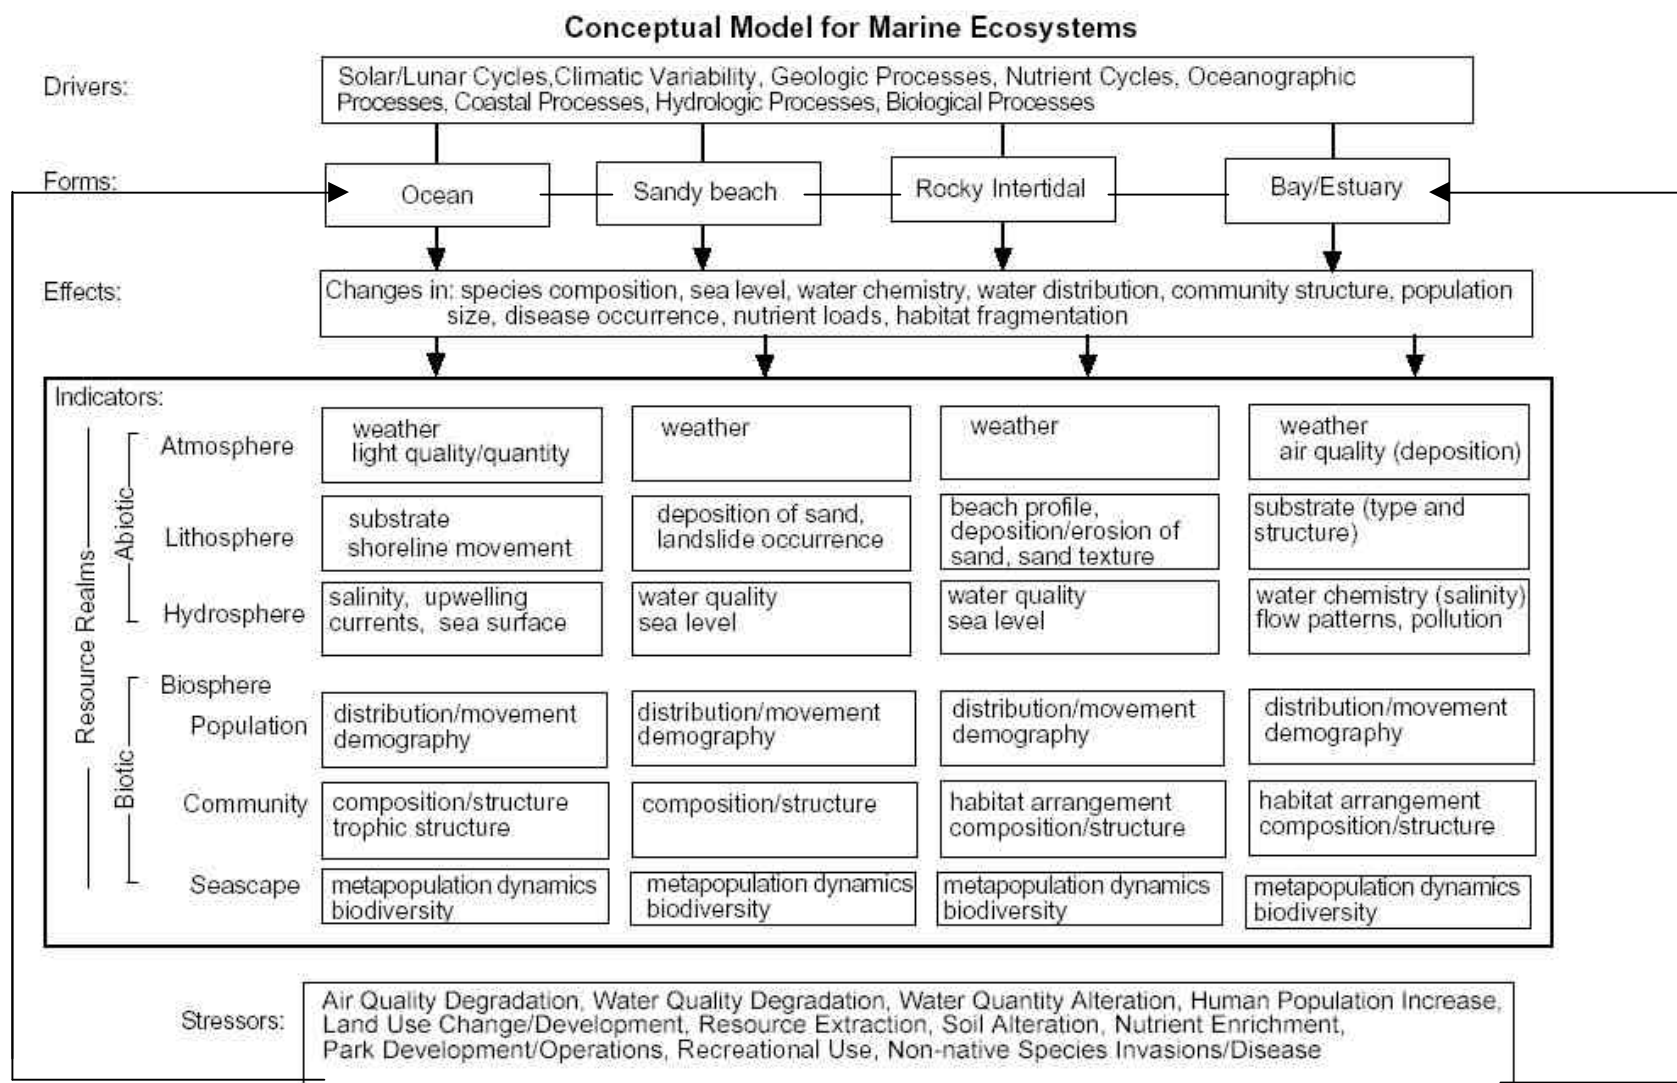 Conceptual Model for Marine Ecosystems
Drivers:
Solar/Lunar Cycles,Climatic Variability, Geologic Processes, Nutrient Cycles, Oceanographic
Processes, Coastal Processes, Hydrologic Processes, Biological Processes
Forms:
Ocean
Sandy beach
Rocky Intertidal
Bay/Estuary
Effects:
Changes in: species composition, sea level, water chemistry, water distribution, community structure, population
size, disease occurrence, nutrient loads, habitat fragmentation
Indicators:
Resource Realms
Abiotic
Atmosphere
weather
light quality/quantity
weather
weather
weather
air quality (deposition)
Lithosphere
substrate
shoreline movement
deposition of sand,
landslide occurrence
beach profile,
deposition/erosion of
sand, sand texture
substrate (type and
structure)
Hydrosphere
salinity, upwelling
currents, sea surface
water quality
sea level
water quality
sea level
water chemistry (salinity)
flow patterns, pollution
Biotic
Biosphere
Population
distribution/movement
demography
distribution/movement
demography
distribution/movement
demography
distribution/movement
demography
Community
composition/structure
trophic structure
composition/structure
habitat arrangement
composition/structure
habitat arrangement
composition/structure
Seascape
metapopulation dynamics
biodiversity
metapopulation dynamics
biodiversity
metapopulation dynamics
biodiversity
metapopulation dynamics
biodiversity
Stressors:
Air Quality Degradation, Water Quality Degradation, Water Quantity Alteration, Human Population Increase,
Land Use Change/Development, Resource Extraction, Soil Alteration, Nutrient Enrichment,
Park Development/Operations, Recreational Use, Non-native Species Invasions/Disease